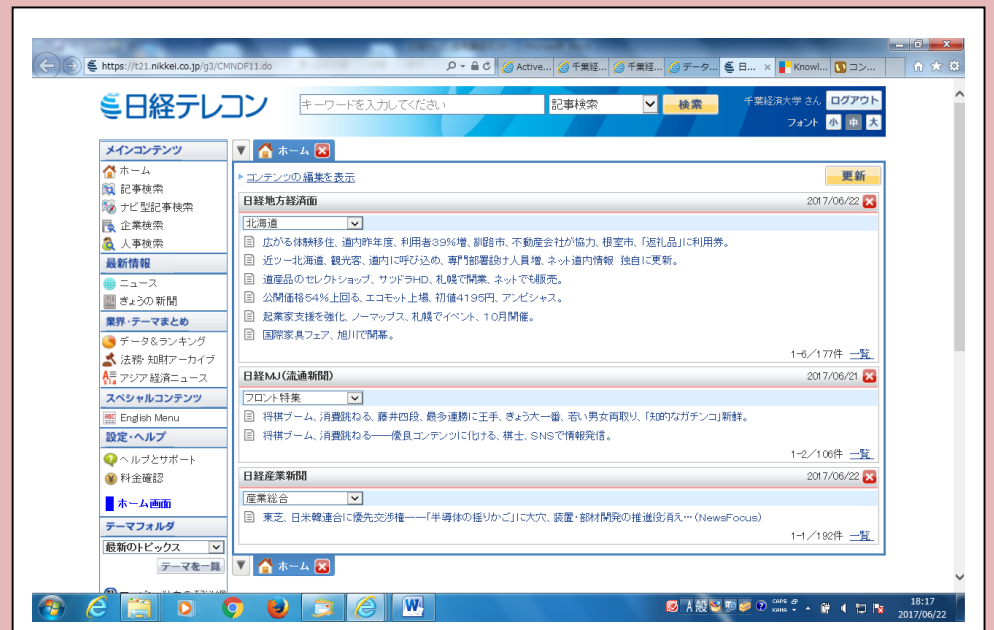 https://t21.nikkei.co.jp/g3/CMNDF11.do
Active...
千葉経...
千葉経...
データ...
日...
Knowl...
コン...
日経テレコン
キーワードを入力してください
記事検索
検索
千葉経済大学 さん
ログアウト
フォント 小 中 大
メインコンテンツ
ホーム
記事検索
ナビ型記事検索
企業検索
人事検索
最新情報
ニュース
きょうの新聞
業界・テーマまとめ
データ&ランキング
法務・知財アーカイブ
アジア経済ニュース
スペシャルコンテンツ
English Menu
設定・ヘルプ
ヘルプとサポート
料金確認
ホーム画面
テーマフォルダ
最新のトピックス
テーマを一覧
ホーム
コンテンツの編集を表示
更新
日経地方経済面 2017/06/22
北海道
広がる体験移住、道内昨年度、利用者39%増、釧路市、不動産会社が協力、根室市、「返礼品」に利用券。
近ツー北海道、観光客、道内に呼び込め、専門部署設け人員増、ネット道内情報 独自に更新。
道産品のセレクトショップ、サツドラHD、札幌で開業、ネットでも販売。
公開価格54%上回る、エコモット上場、初値4195円、アンビシャス。
起業家支援を強化、ノーマップス、札幌でイベント、10月開催。
国際家具フェア、旭川で開幕。
1-6/177件 一覧
日経MJ(流通新聞) 2017/06/21
フロント特集
将棋ブーム、消費跳ねる、藤井四段、最多連勝に王手、きょう大一番、若い男女両取り、「知的なガチンコ」新鮮。
将棋ブーム、消費跳ねる――優良コンテンツに化ける、棋士、SNSで情報発信。
1-2/106件 一覧
日経産業新聞 2017/06/22
産業総合
東芝、日米韓連合に優先交渉権――「半導体の揺りかご」に大穴、装置・部材開発の推進役消え…(NewsFocus)
1-1/192件 一覧
ホーム
A 般
CAPS
KANA
18:17
2017/06/22